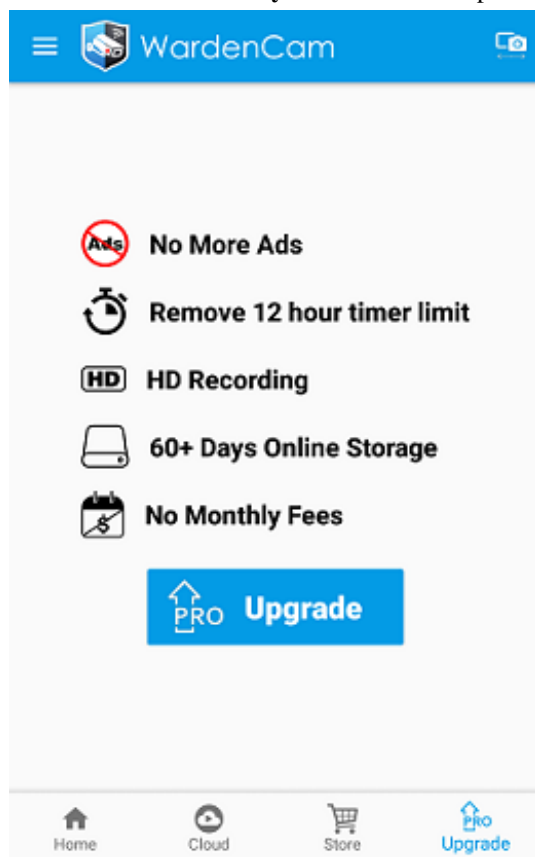 WardenCam
Ads No More Ads
Remove 12 hour timer limit
HD HD Recording
60+ Days Online Storage
$ No Monthly Fees
PRO Upgrade
Home Cloud Store PRO Upgrade